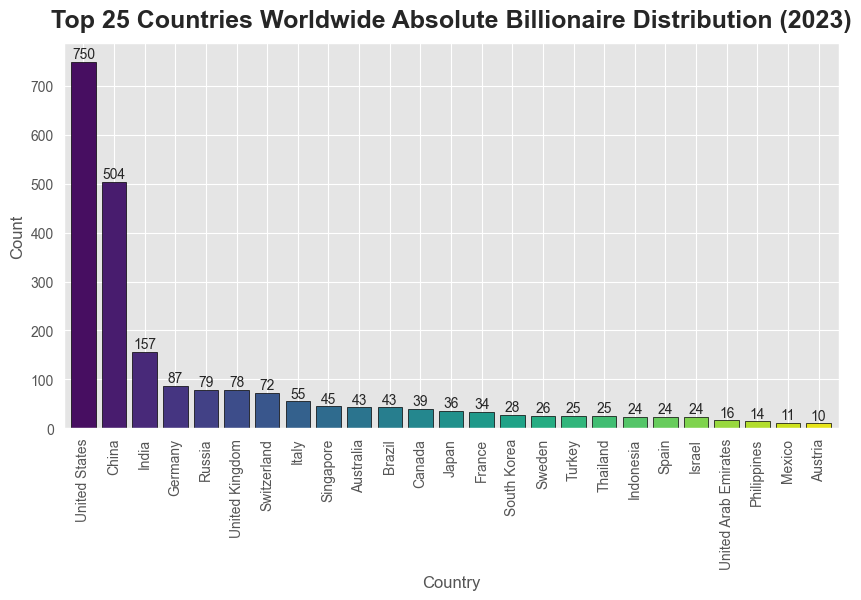 Top 25 Countries Worldwide Absolute Billionaire Distribution (2023)
Count
700
600
500
400
300
200
100
0
750
504
157
87
79
78
72
55
45
43
43
39
36
34
28
26
25
25
24
24
24
16
14
11
10
United States
China
India
Germany
Russia
United Kingdom
Switzerland
Italy
Singapore
Australia
Brazil
Canada
Japan
France
South Korea
Sweden
Turkey
Thailand
Indonesia
Spain
Israel
United Arab Emirates
Philippines
Mexico
Austria
Country